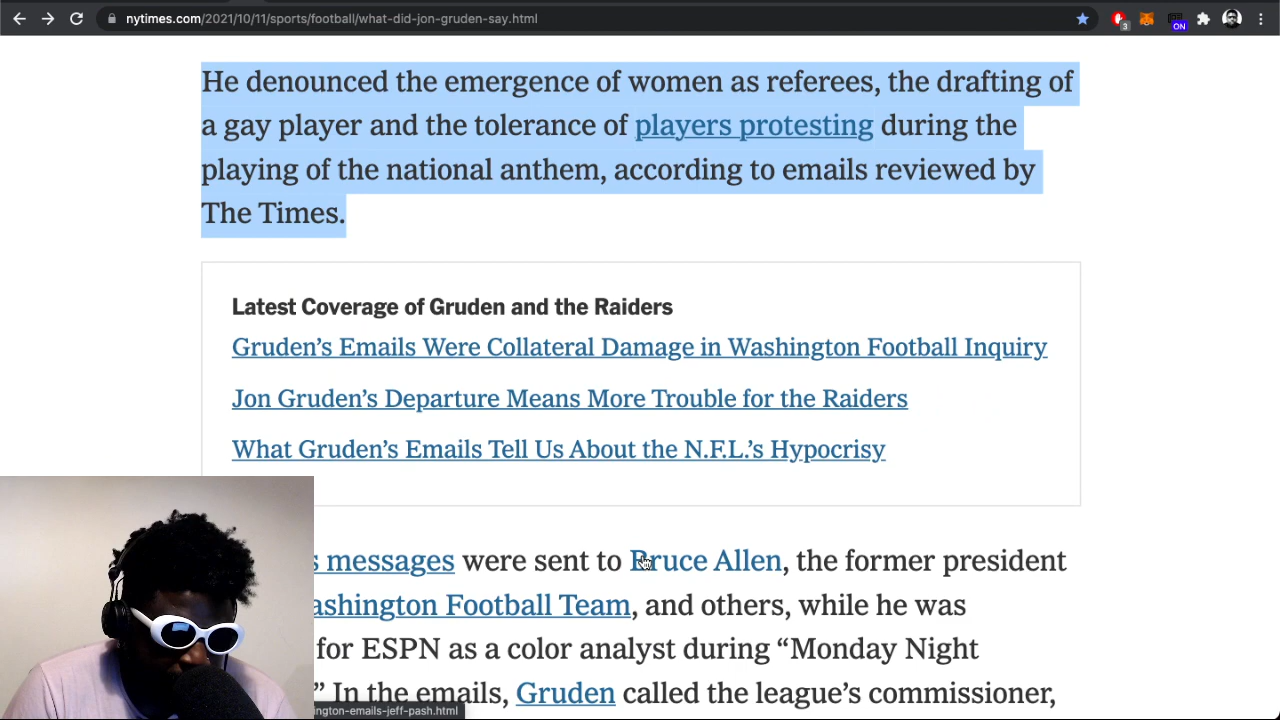 nytimes.com/2021/10/11/sports/football/what-did-jon-gruden-say.html
3
ON
He denounced the emergence of women as referees, the drafting of
a gay player and the tolerance of players protesting during the
playing of the national anthem, according to emails reviewed by
The Times.
Latest Coverage of Gruden and the Raiders
Gruden’s Emails Were Collateral Damage in Washington Football Inquiry
Jon Gruden’s Departure Means More Trouble for the Raiders
What Gruden’s Emails Tell Us About the N.F.L.’s Hypocrisy
s messages were sent to Bruce Allen, the former president
ashington Football Team, and others, while he was
for ESPN as a color analyst during “Monday Night
” In the emails, Gruden called the league’s commissioner,
ngton-emails-jeff-pash.html